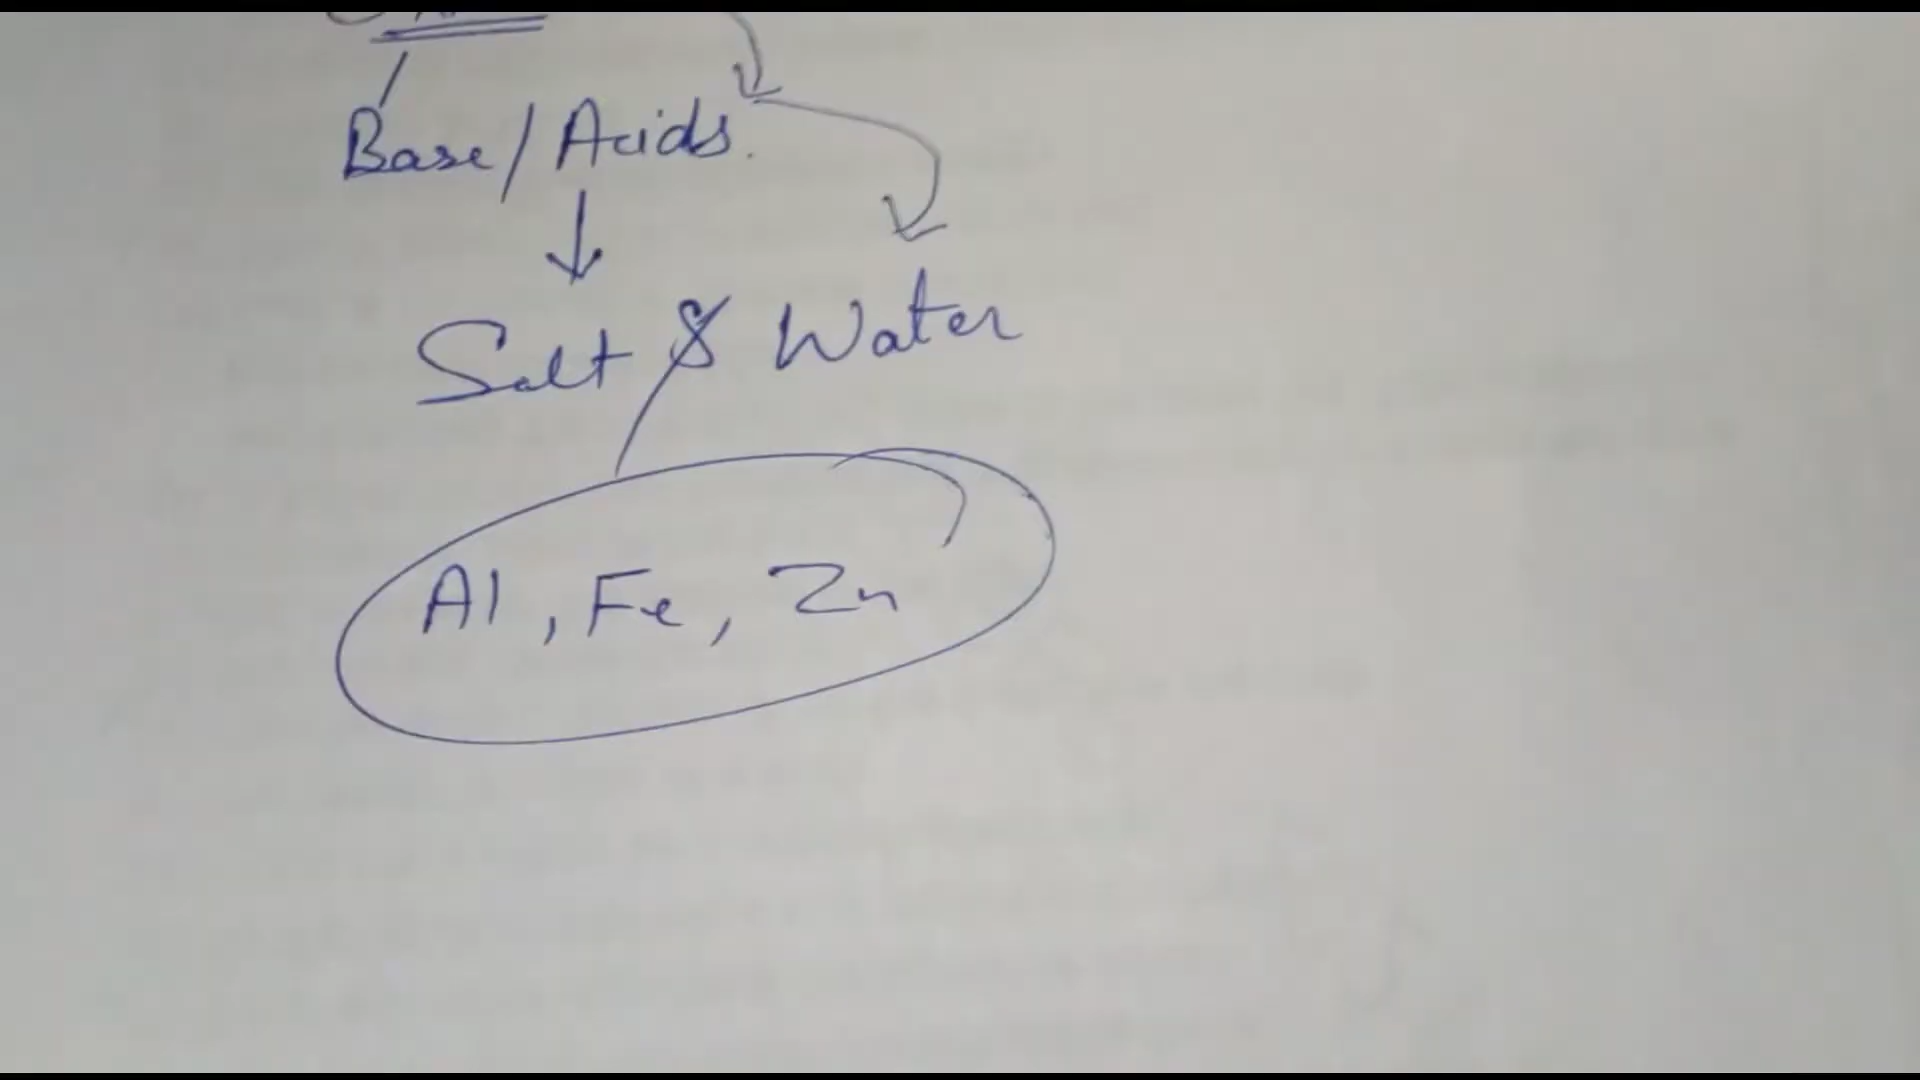 Base/Acids.
Salt & Water
Al, Fe, Zn